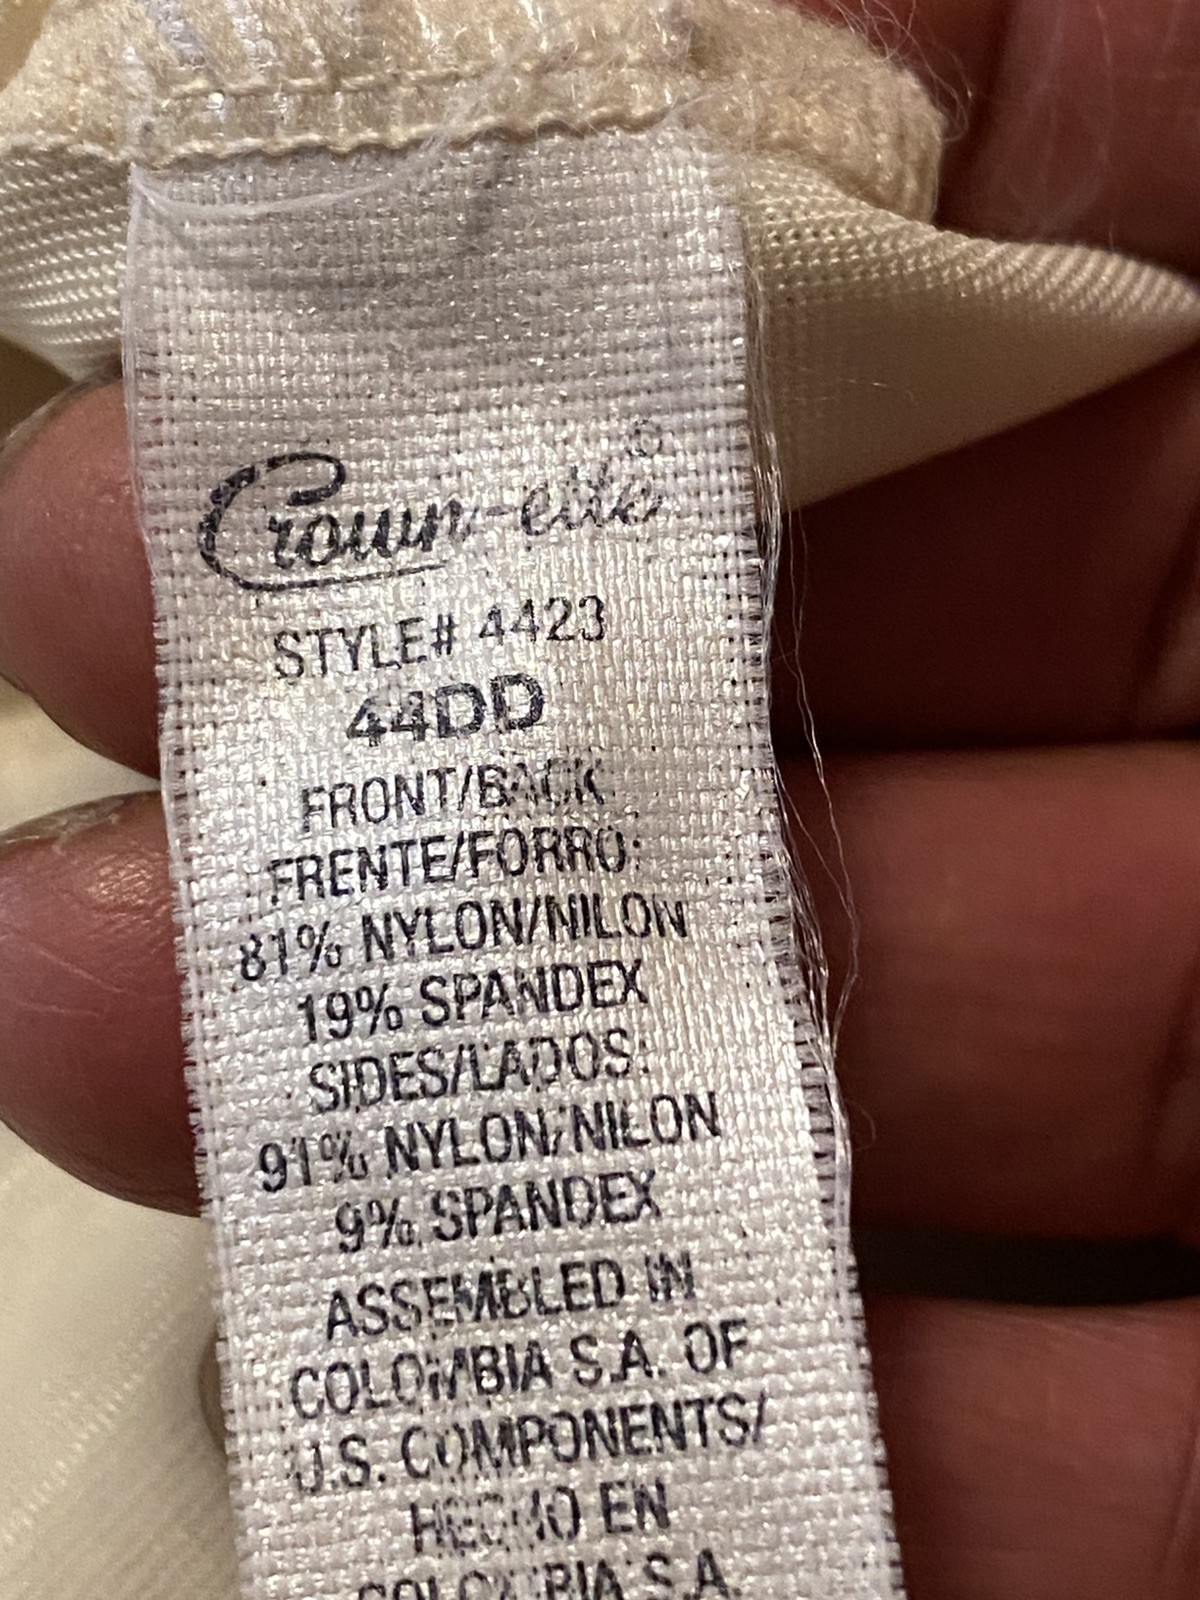 Crown-ette®
STYLE# 4423
44DD
FRONT/BACK
FRENTE/FORRO:
81% NYLON/NILON
19% SPANDEX
SIDES/LADOS:
91% NYLON/NILON
9% SPANDEX
ASSEMBLED IN
COLOMBIA S.A. OF
U.S. COMPONENTS/
HECHO EN
COLOMBIA S.A.